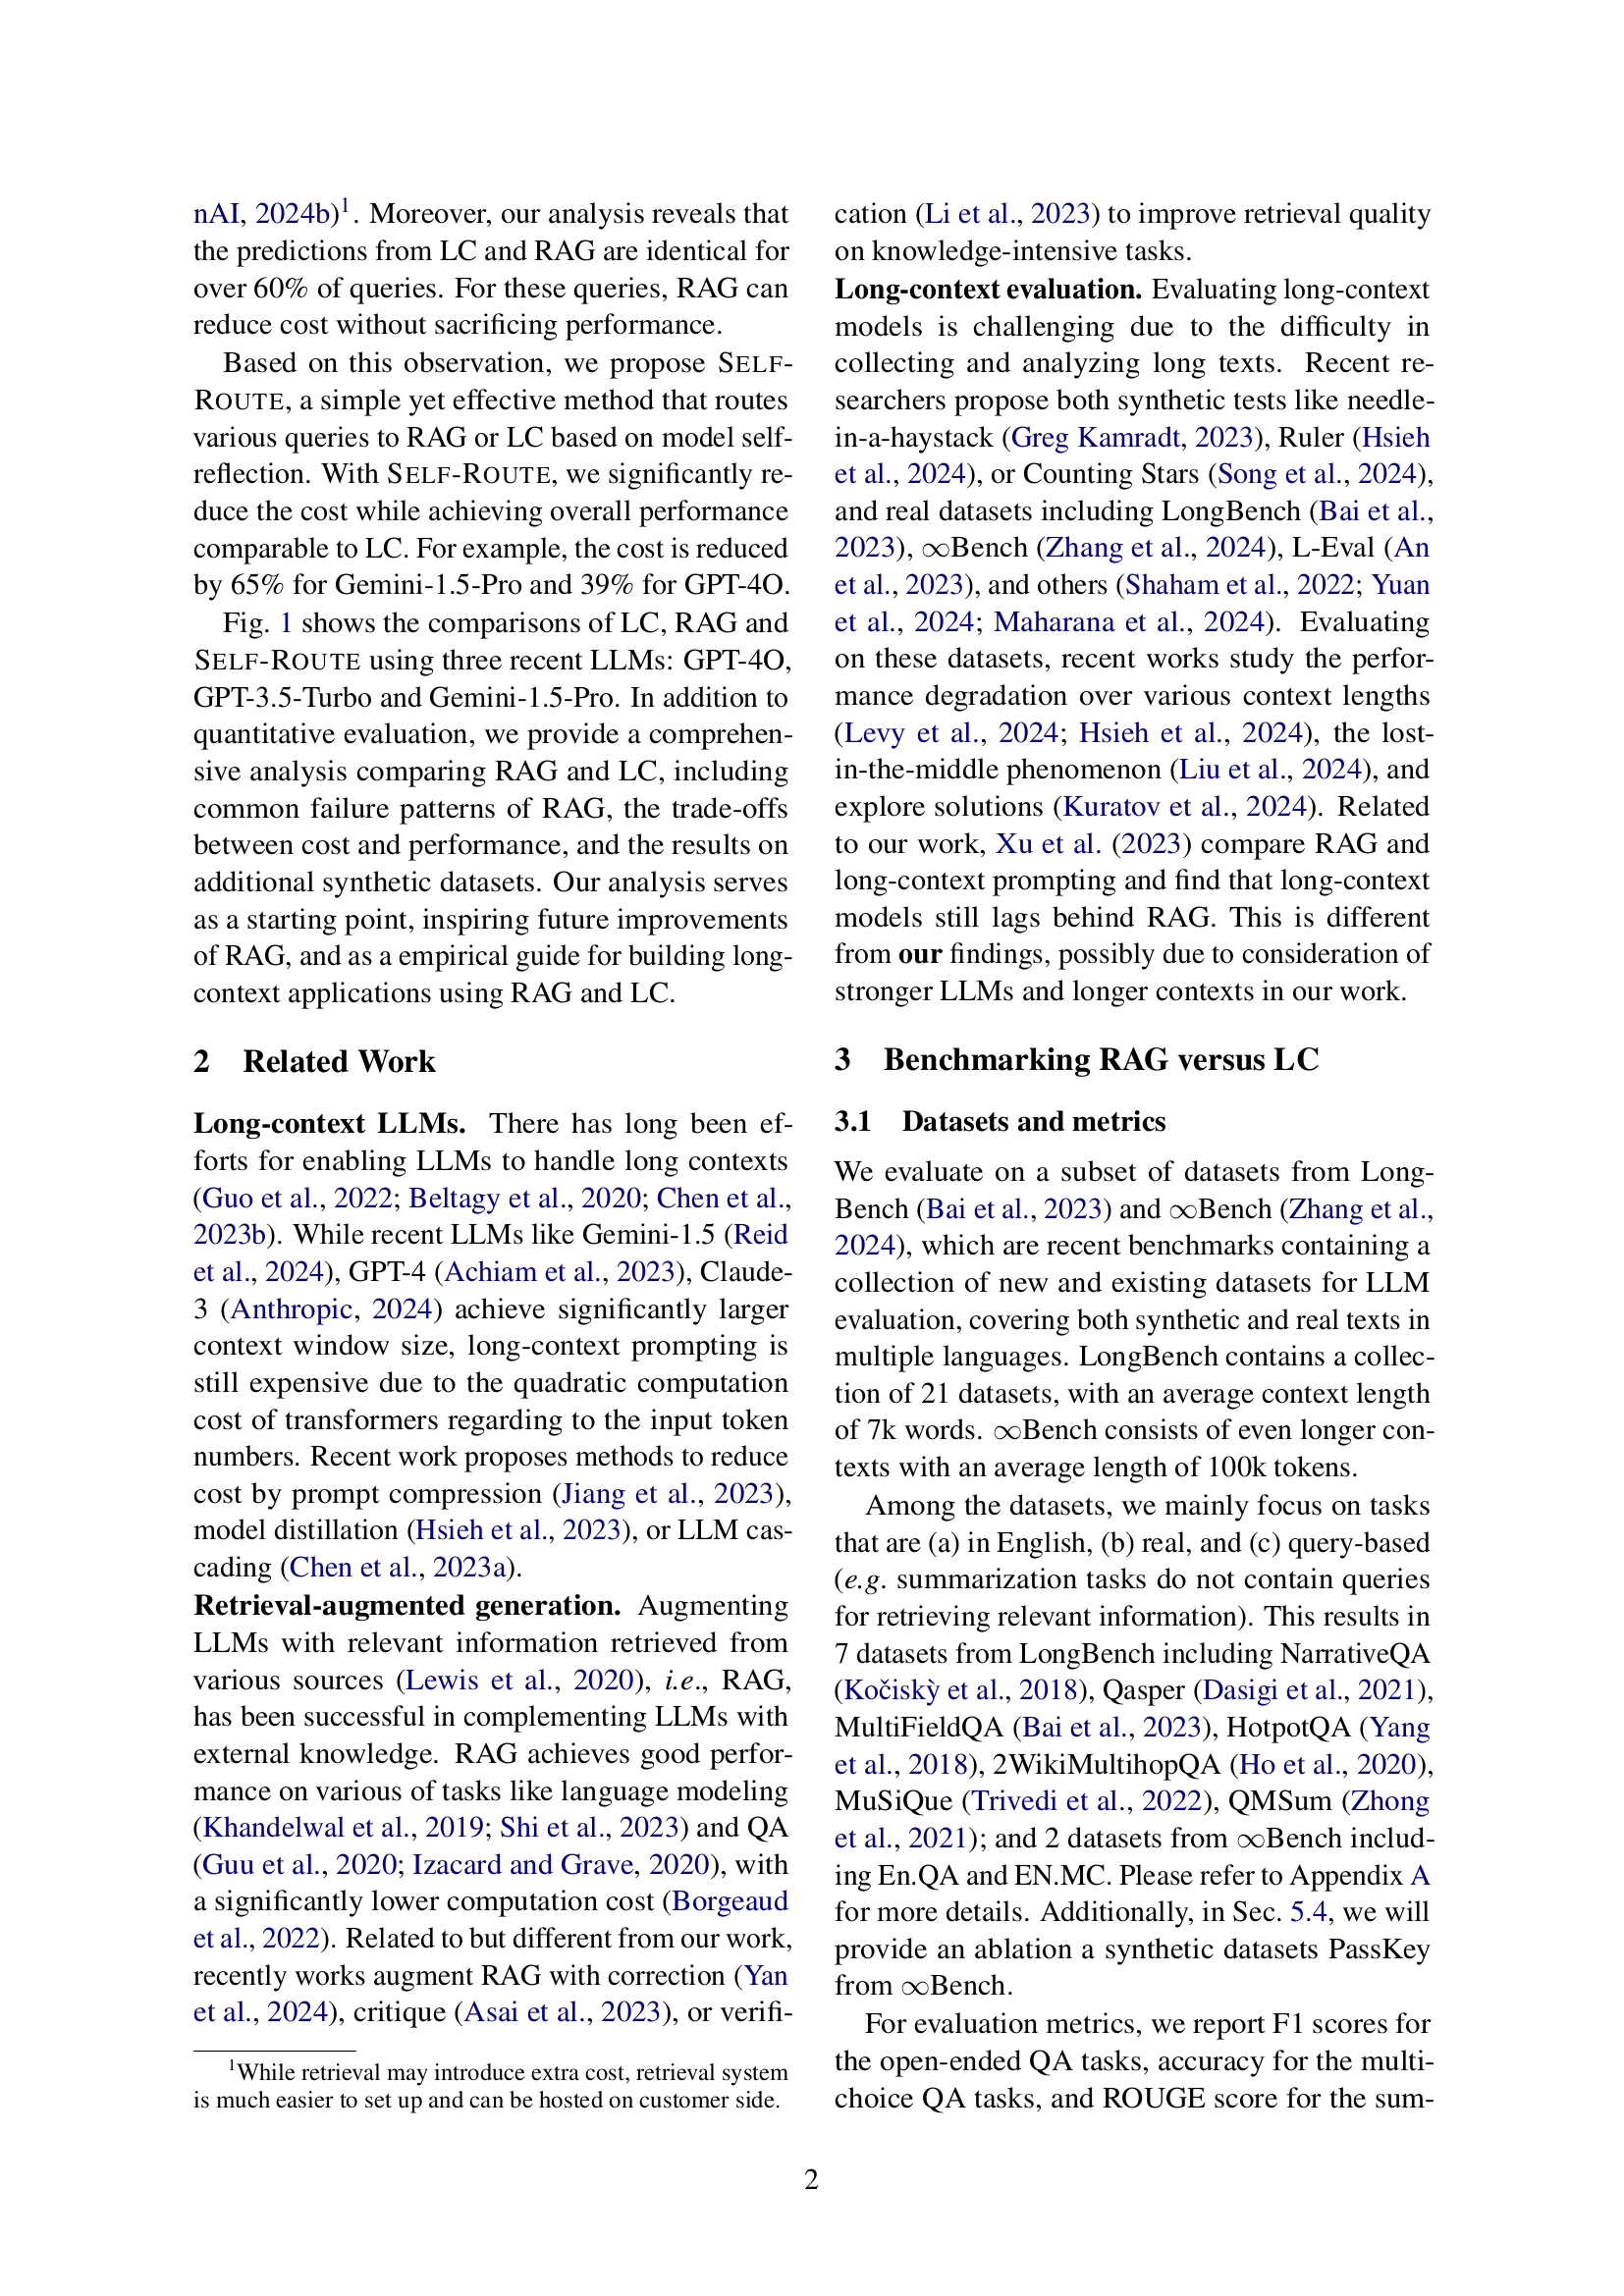 nAI, 2024b)1. Moreover, our analysis reveals that
the predictions from LC and RAG are identical for
over 60% of queries. For these queries, RAG can
reduce cost without sacrificing performance.
Based on this observation, we propose SELF-
ROUTE, a simple yet effective method that routes
various queries to RAG or LC based on model self-
reflection. With SELF-ROUTE, we significantly re-
duce the cost while achieving overall performance
comparable to LC. For example, the cost is reduced
by 65% for Gemini-1.5-Pro and 39% for GPT-4O.
Fig. 1 shows the comparisons of LC, RAG and
SELF-ROUTE using three recent LLMs: GPT-4O,
GPT-3.5-Turbo and Gemini-1.5-Pro. In addition to
quantitative evaluation, we provide a comprehen-
sive analysis comparing RAG and LC, including
common failure patterns of RAG, the trade-offs
between cost and performance, and the results on
additional synthetic datasets. Our analysis serves
as a starting point, inspiring future improvements
of RAG, and as a empirical guide for building long-
context applications using RAG and LC.
2 Related Work
Long-context LLMs. There has long been ef-
forts for enabling LLMs to handle long contexts
(Guo et al., 2022; Beltagy et al., 2020; Chen et al.,
2023b). While recent LLMs like Gemini-1.5 (Reid
et al., 2024), GPT-4 (Achiam et al., 2023), Claude-
3 (Anthropic, 2024) achieve significantly larger
context window size, long-context prompting is
still expensive due to the quadratic computation
cost of transformers regarding to the input token
numbers. Recent work proposes methods to reduce
cost by prompt compression (Jiang et al., 2023),
model distillation (Hsieh et al., 2023), or LLM cas-
cading (Chen et al., 2023a).
Retrieval-augmented generation. Augmenting
LLMs with relevant information retrieved from
various sources (Lewis et al., 2020), i.e., RAG,
has been successful in complementing LLMs with
external knowledge. RAG achieves good perfor-
mance on various of tasks like language modeling
(Khandelwal et al., 2019; Shi et al., 2023) and QA
(Guu et al., 2020; Izacard and Grave, 2020), with
a significantly lower computation cost (Borgeaud
et al., 2022). Related to but different from our work,
recently works augment RAG with correction (Yan
et al., 2024), critique (Asai et al., 2023), or verifi-
1While retrieval may introduce extra cost, retrieval system
is much easier to set up and can be hosted on customer side.
cation (Li et al., 2023) to improve retrieval quality
on knowledge-intensive tasks.
Long-context evaluation. Evaluating long-context
models is challenging due to the difficulty in
collecting and analyzing long texts. Recent re-
searchers propose both synthetic tests like needle-
in-a-haystack (Greg Kamradt, 2023), Ruler (Hsieh
et al., 2024), or Counting Stars (Song et al., 2024),
and real datasets including LongBench (Bai et al.,
2023), ∞Bench (Zhang et al., 2024), L-Eval (An
et al., 2023), and others (Shaham et al., 2022; Yuan
et al., 2024; Maharana et al., 2024). Evaluating
on these datasets, recent works study the perfor-
mance degradation over various context lengths
(Levy et al., 2024; Hsieh et al., 2024), the lost-
in-the-middle phenomenon (Liu et al., 2024), and
explore solutions (Kuratov et al., 2024). Related
to our work, Xu et al. (2023) compare RAG and
long-context prompting and find that long-context
models still lags behind RAG. This is different
from our findings, possibly due to consideration of
stronger LLMs and longer contexts in our work.
3 Benchmarking RAG versus LC
3.1 Datasets and metrics
We evaluate on a subset of datasets from Long-
Bench (Bai et al., 2023) and ∞Bench (Zhang et al.,
2024), which are recent benchmarks containing a
collection of new and existing datasets for LLM
evaluation, covering both synthetic and real texts in
multiple languages. LongBench contains a collec-
tion of 21 datasets, with an average context length
of 7k words. ∞Bench consists of even longer con-
texts with an average length of 100k tokens.
Among the datasets, we mainly focus on tasks
that are (a) in English, (b) real, and (c) query-based
(e.g. summarization tasks do not contain queries
for retrieving relevant information). This results in
7 datasets from LongBench including NarrativeQA
(Kočiskỳ et al., 2018), Qasper (Dasigi et al., 2021),
MultiFieldQA (Bai et al., 2023), HotpotQA (Yang
et al., 2018), 2WikiMultihopQA (Ho et al., 2020),
MuSiQue (Trivedi et al., 2022), QMSum (Zhong
et al., 2021); and 2 datasets from ∞Bench includ-
ing En.QA and EN.MC. Please refer to Appendix A
for more details. Additionally, in Sec. 5.4, we will
provide an ablation a synthetic datasets PassKey
from ∞Bench.
For evaluation metrics, we report F1 scores for
the open-ended QA tasks, accuracy for the multi-
choice QA tasks, and ROUGE score for the sum-
2